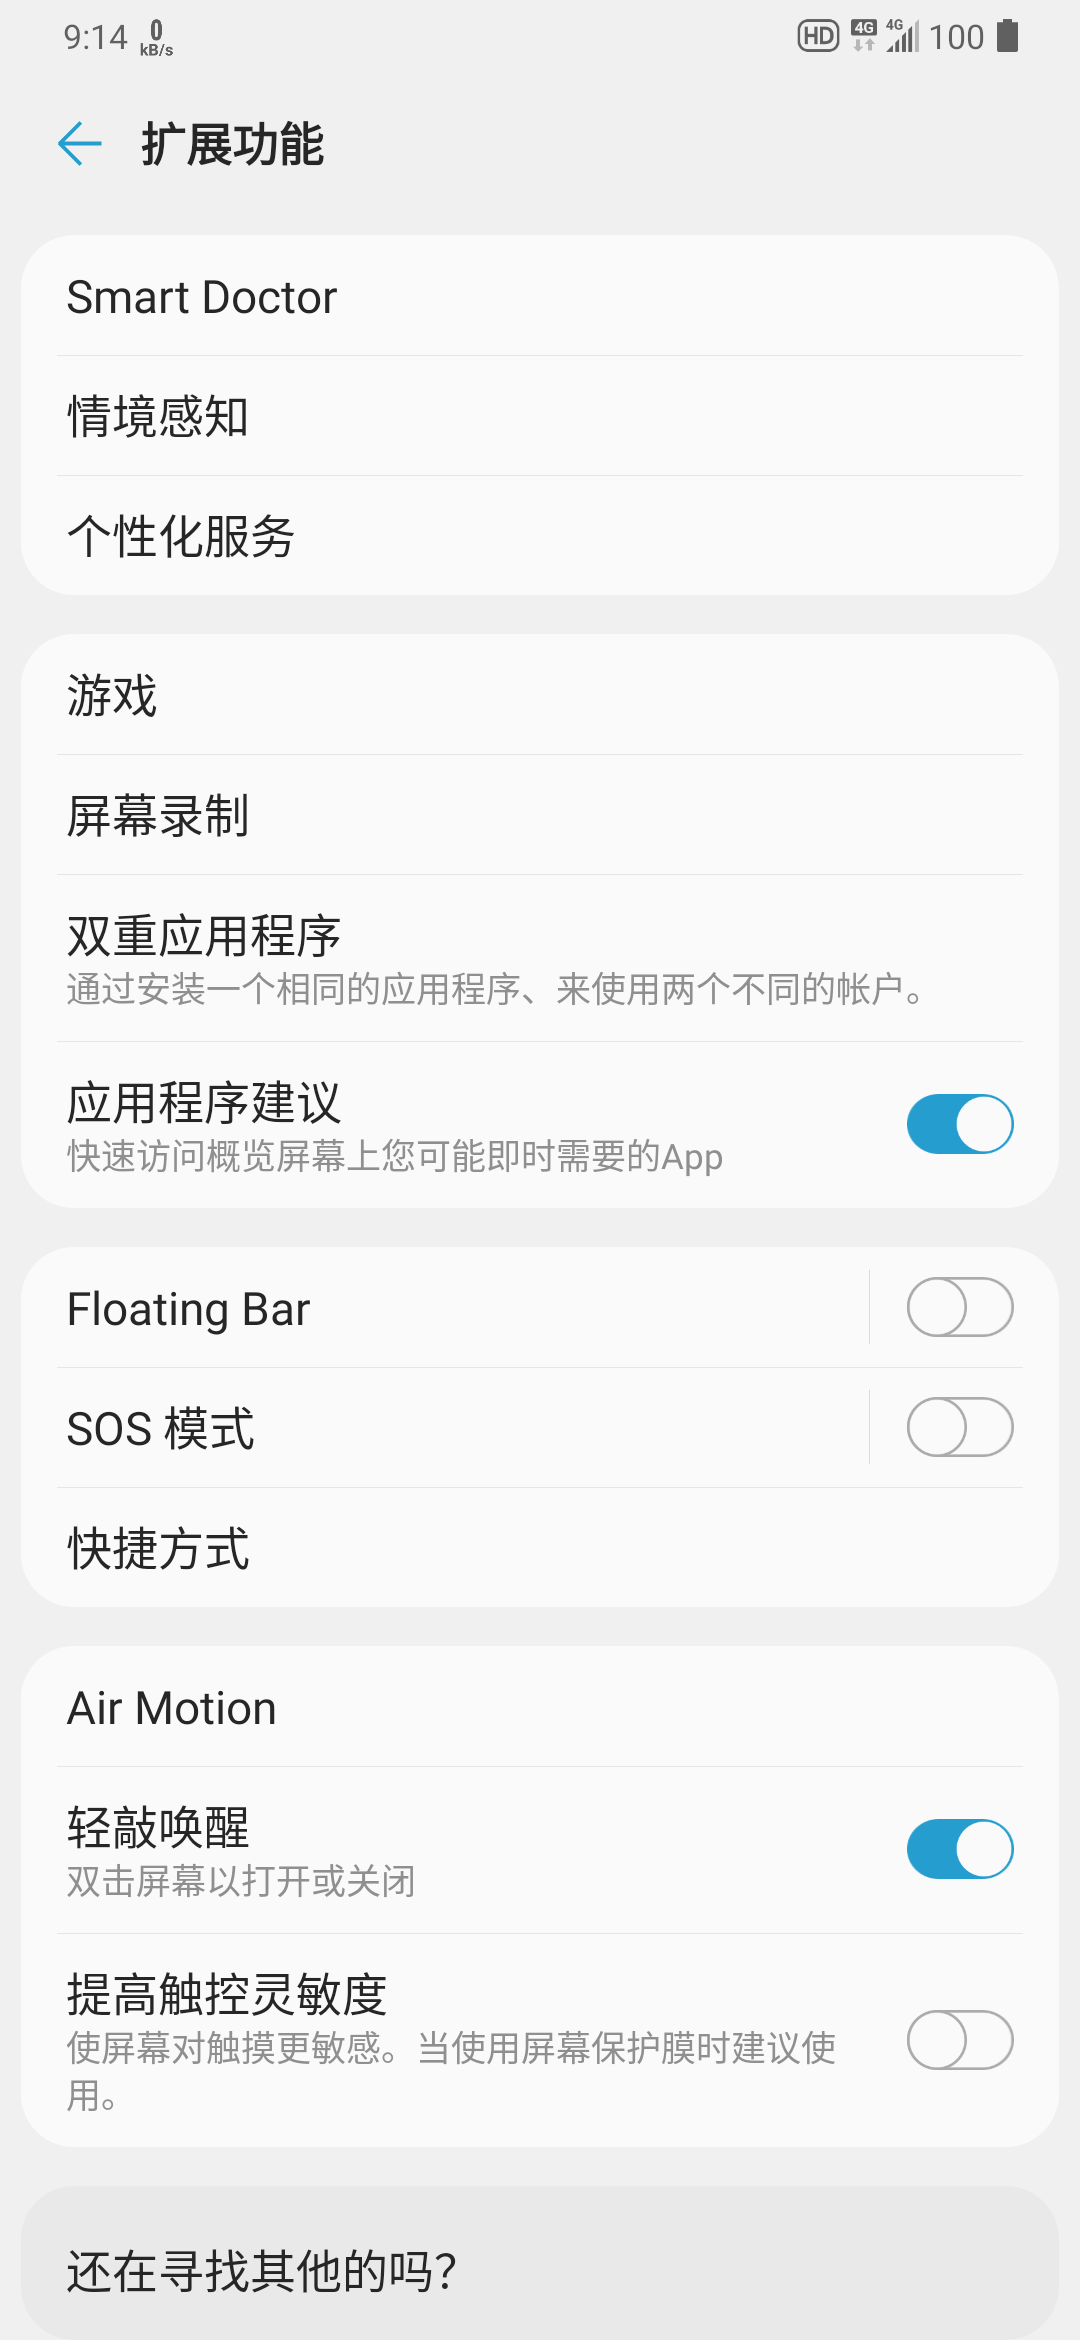 9:14 0 kB/s HD 4G 4G 100
扩展功能
Smart Doctor
情境感知
个性化服务
游戏
屏幕录制
双重应用程序
通过安装一个相同的应用程序、来使用两个不同的帐户。
应用程序建议
快速访问概览屏幕上您可能即时需要的App
Floating Bar
SOS 模式
快捷方式
Air Motion
轻敲唤醒
双击屏幕以打开或关闭
提高触控灵敏度
使屏幕对触摸更敏感。当使用屏幕保护膜时建议使
用。
还在寻找其他的吗?